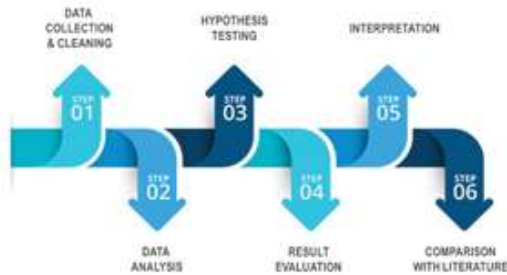 DATA
COLLECTION
& CLEANING
STEP
01
STEP
02
DATA
ANALYSIS
HYPOTHESIS
TESTING
STEP
03
STEP
04
RESULT
EVALUATION
INTERPRETATION
STEP
05
STEP
06
COMPARISON
WITH LITERATURE